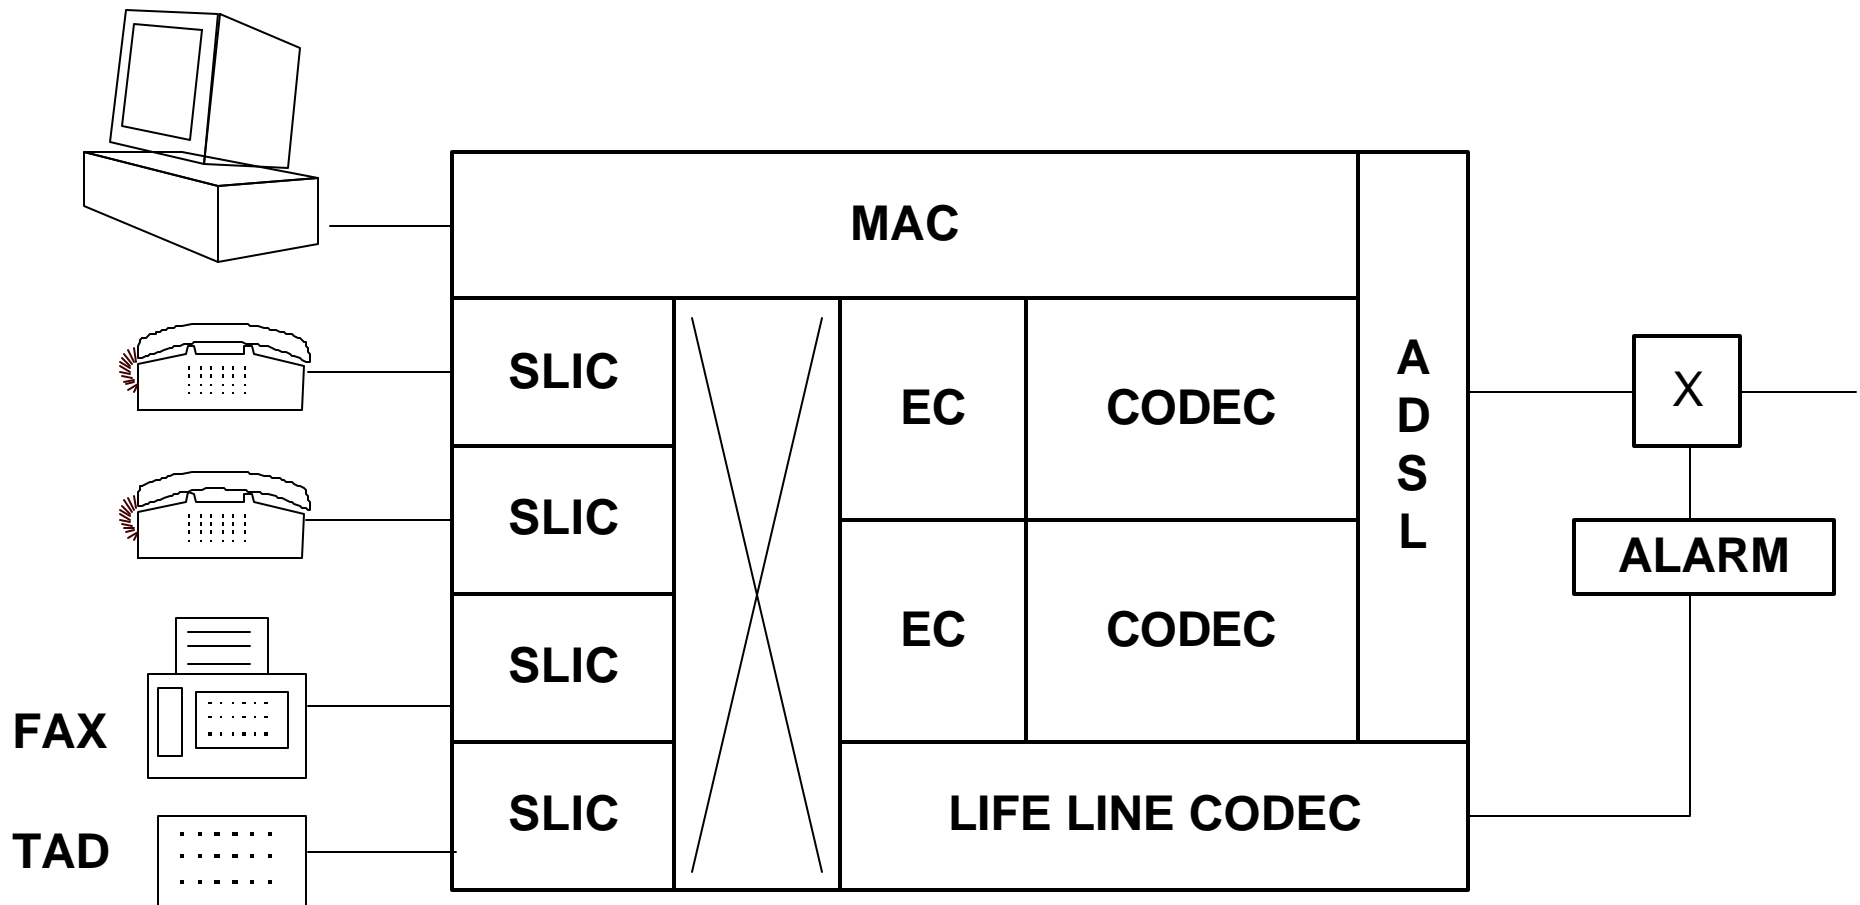 MAC
SLIC
SLIC
SLIC
SLIC
EC
CODEC
EC
CODEC
LIFE LINE CODEC
A
D
S
L
X
ALARM
FAX
TAD